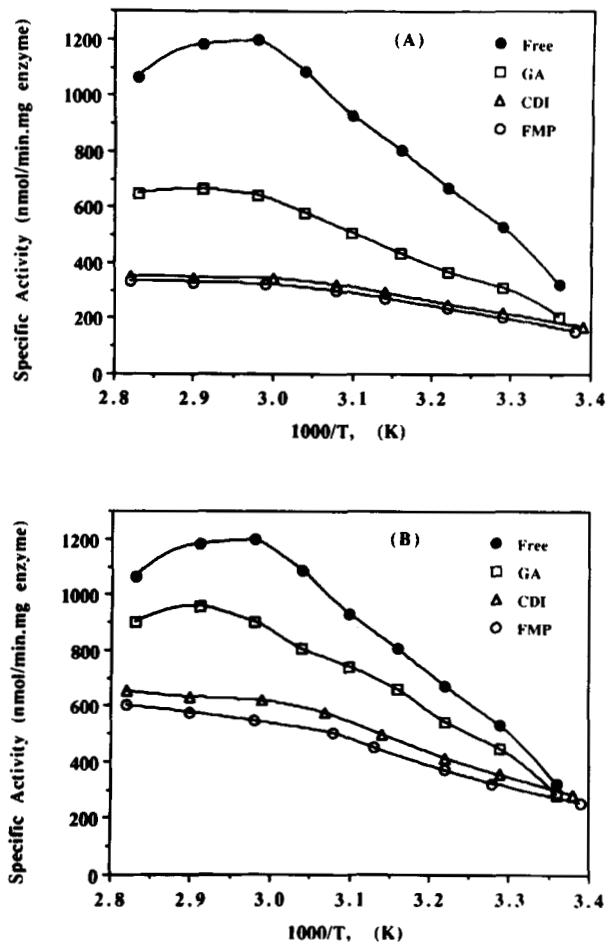 (A)
Free
GA
CDI
FMP
1200
1000
800
600
400
200
0
Specific Activity (nmol/min.mg enzyme)
2.8 2.9 3.0 3.1 3.2 3.3 3.4
1000/T, (K)
(B)
Free
GA
CDI
FMP
1200
1000
800
600
400
200
0
Specific Activity (nmol/min.mg enzyme)
2.8 2.9 3.0 3.1 3.2 3.3 3.4
1000/T, (K)